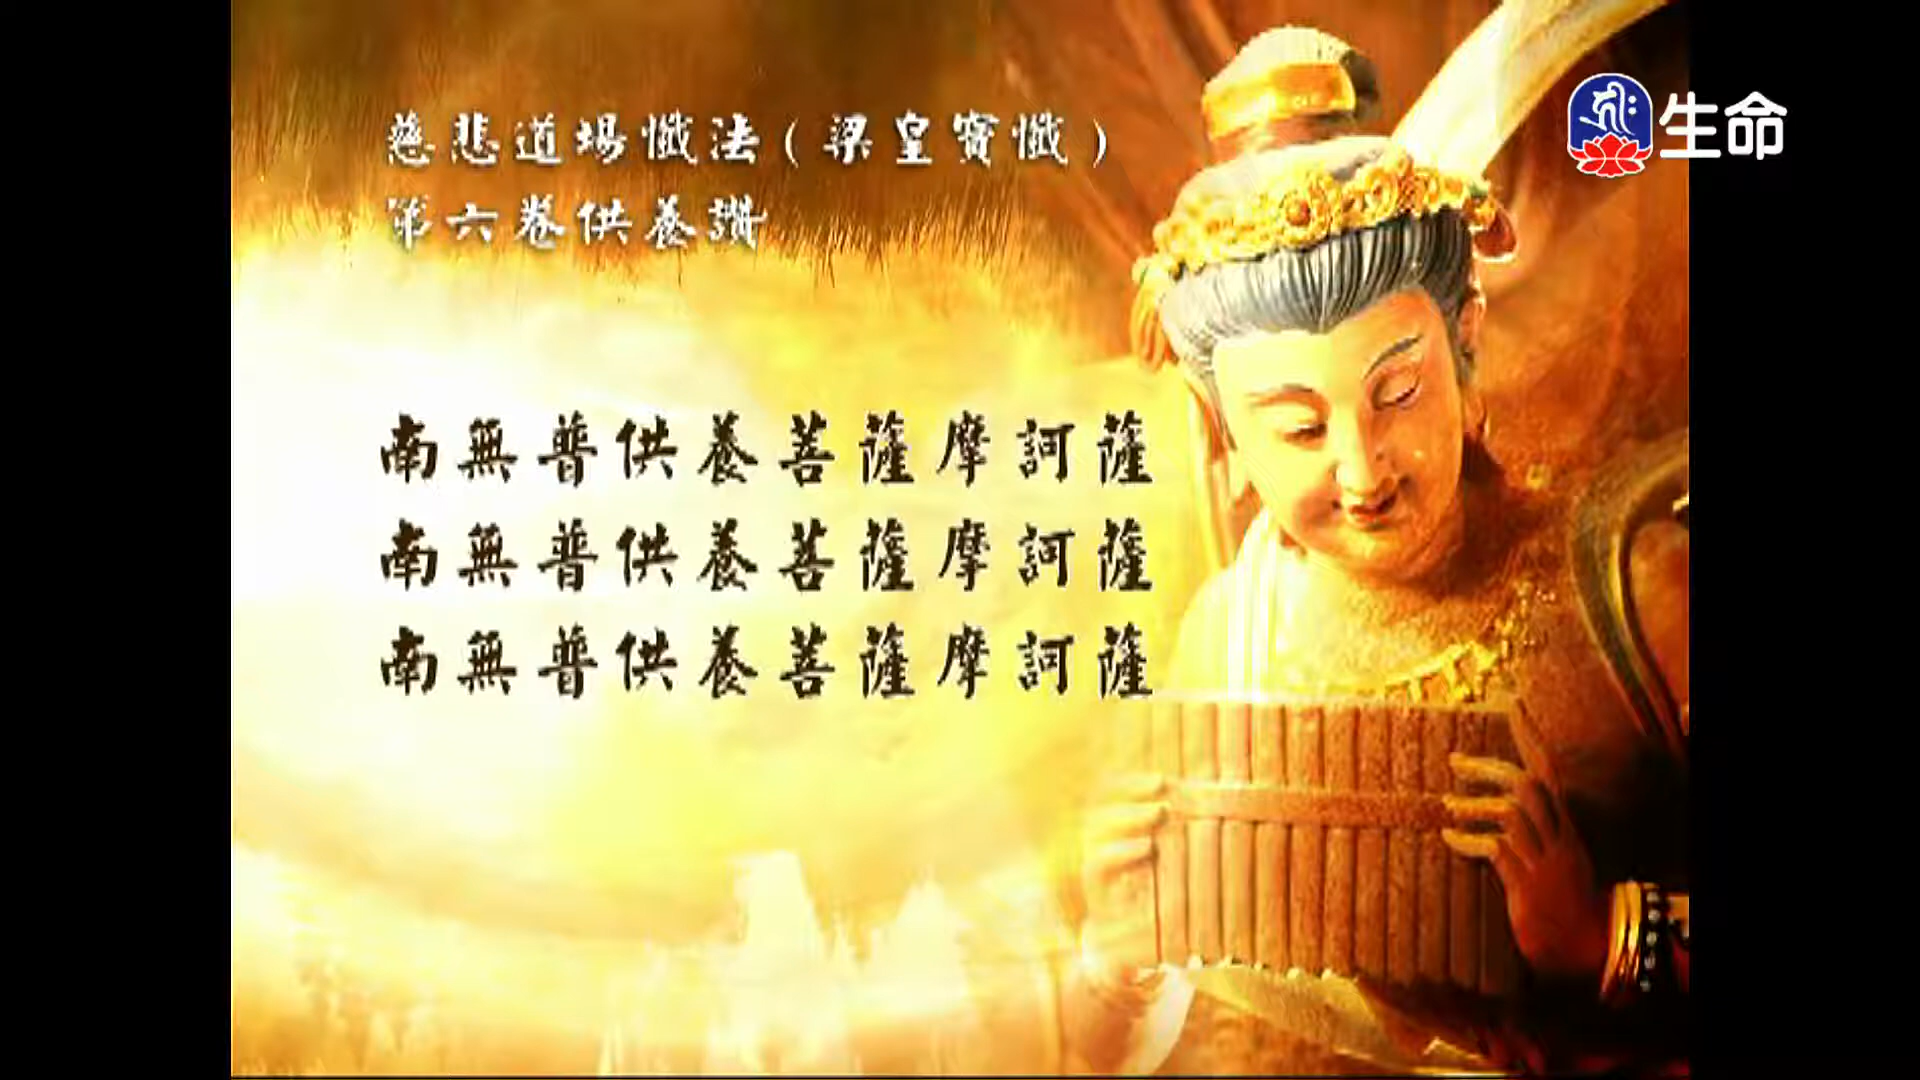 慈悲道場懺法(梁皇寶懺)
第六卷供養讚
生命
南無普供養菩薩摩訶薩
南無普供養菩薩摩訶薩
南無普供養菩薩摩訶薩